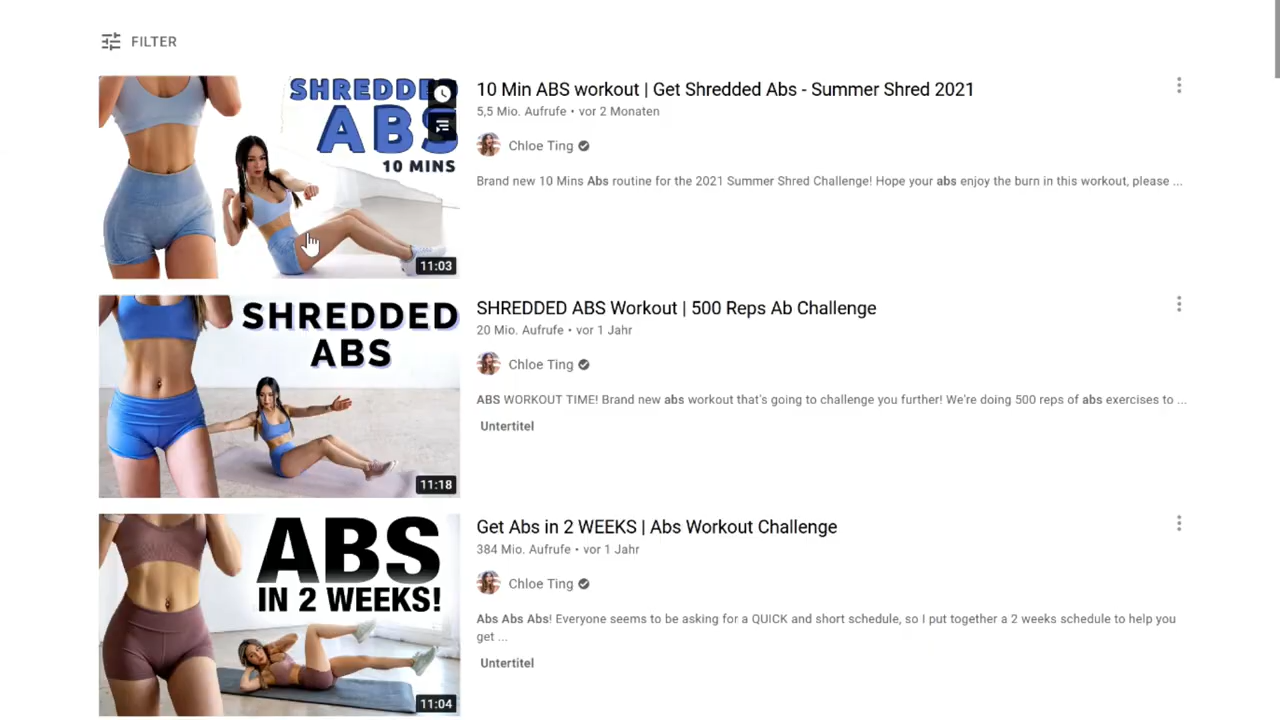 FILTER
SHREDDE
ABS
10 MINS
11:03
10 Min ABS workout | Get Shredded Abs - Summer Shred 2021
5,5 Mio. Aufrufe • vor 2 Monaten
Chloe Ting
Brand new 10 Mins Abs routine for the 2021 Summer Shred Challenge! Hope your abs enjoy the burn in this workout, please ...
SHREDDED
ABS
11:18
SHREDDED ABS Workout | 500 Reps Ab Challenge
20 Mio. Aufrufe • vor 1 Jahr
Chloe Ting
ABS WORKOUT TIME! Brand new abs workout that's going to challenge you further! We're doing 500 reps of abs exercises to ...
Untertitel
ABS
IN 2 WEEKS!
11:04
Get Abs in 2 WEEKS | Abs Workout Challenge
384 Mio. Aufrufe • vor 1 Jahr
Chloe Ting
Abs Abs Abs! Everyone seems to be asking for a QUICK and short schedule, so I put together a 2 weeks schedule to help you
get ...
Untertitel